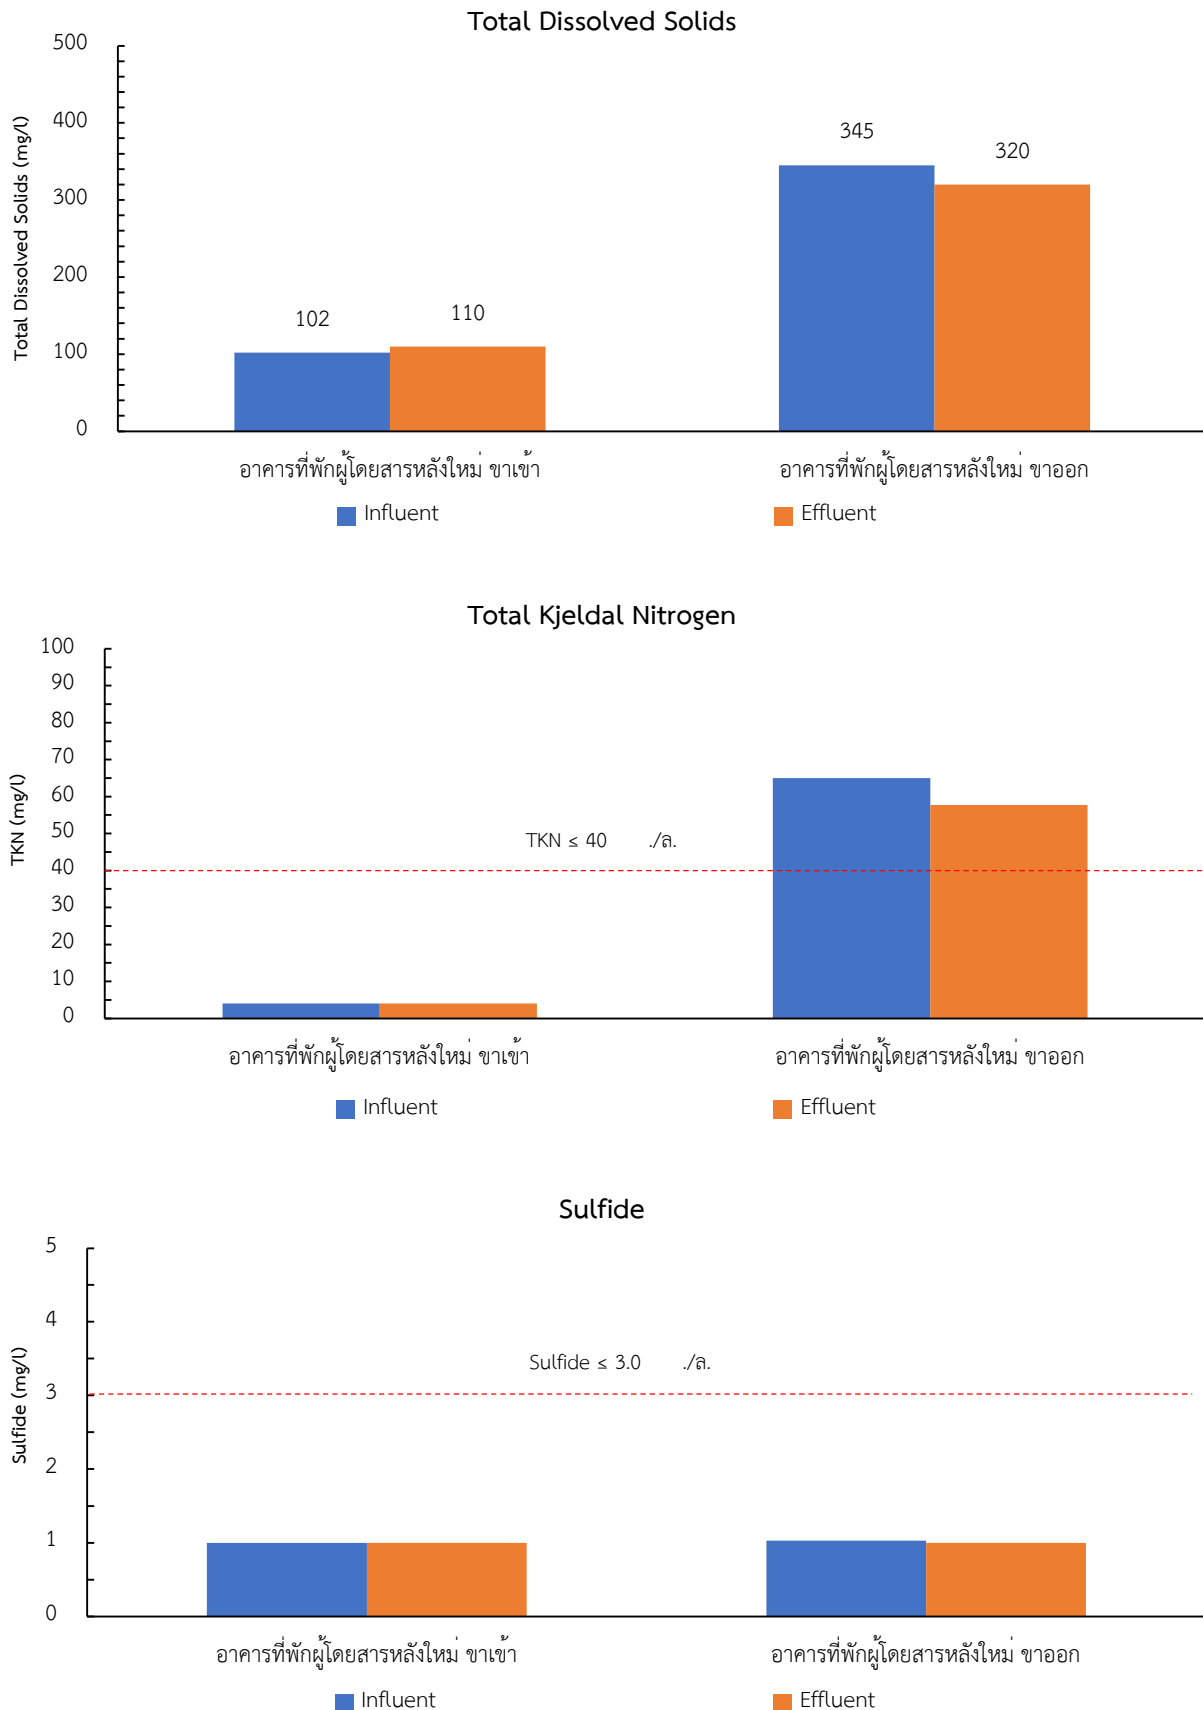 Total Dissolved Solids
Total Dissolved Solids (mg/l)
500
400
300
200
100
0
102
110
345
320
อาคารที่พักผู้โดยสารหลังใหม่ ขาเข้า
อาคารที่พักผู้โดยสารหลังใหม่ ขาออก
Influent
Effluent
Total Kjeldal Nitrogen
TKN (mg/l)
100
90
80
70
60
50
40
30
20
10
0
TKN ≤ 40 ./ล.
อาคารที่พักผู้โดยสารหลังใหม่ ขาเข้า
อาคารที่พักผู้โดยสารหลังใหม่ ขาออก
Influent
Effluent
Sulfide
Sulfide (mg/l)
5
4
3
2
1
0
Sulfide ≤ 3.0 ./ล.
อาคารที่พักผู้โดยสารหลังใหม่ ขาเข้า
อาคารที่พักผู้โดยสารหลังใหม่ ขาออก
Influent
Effluent